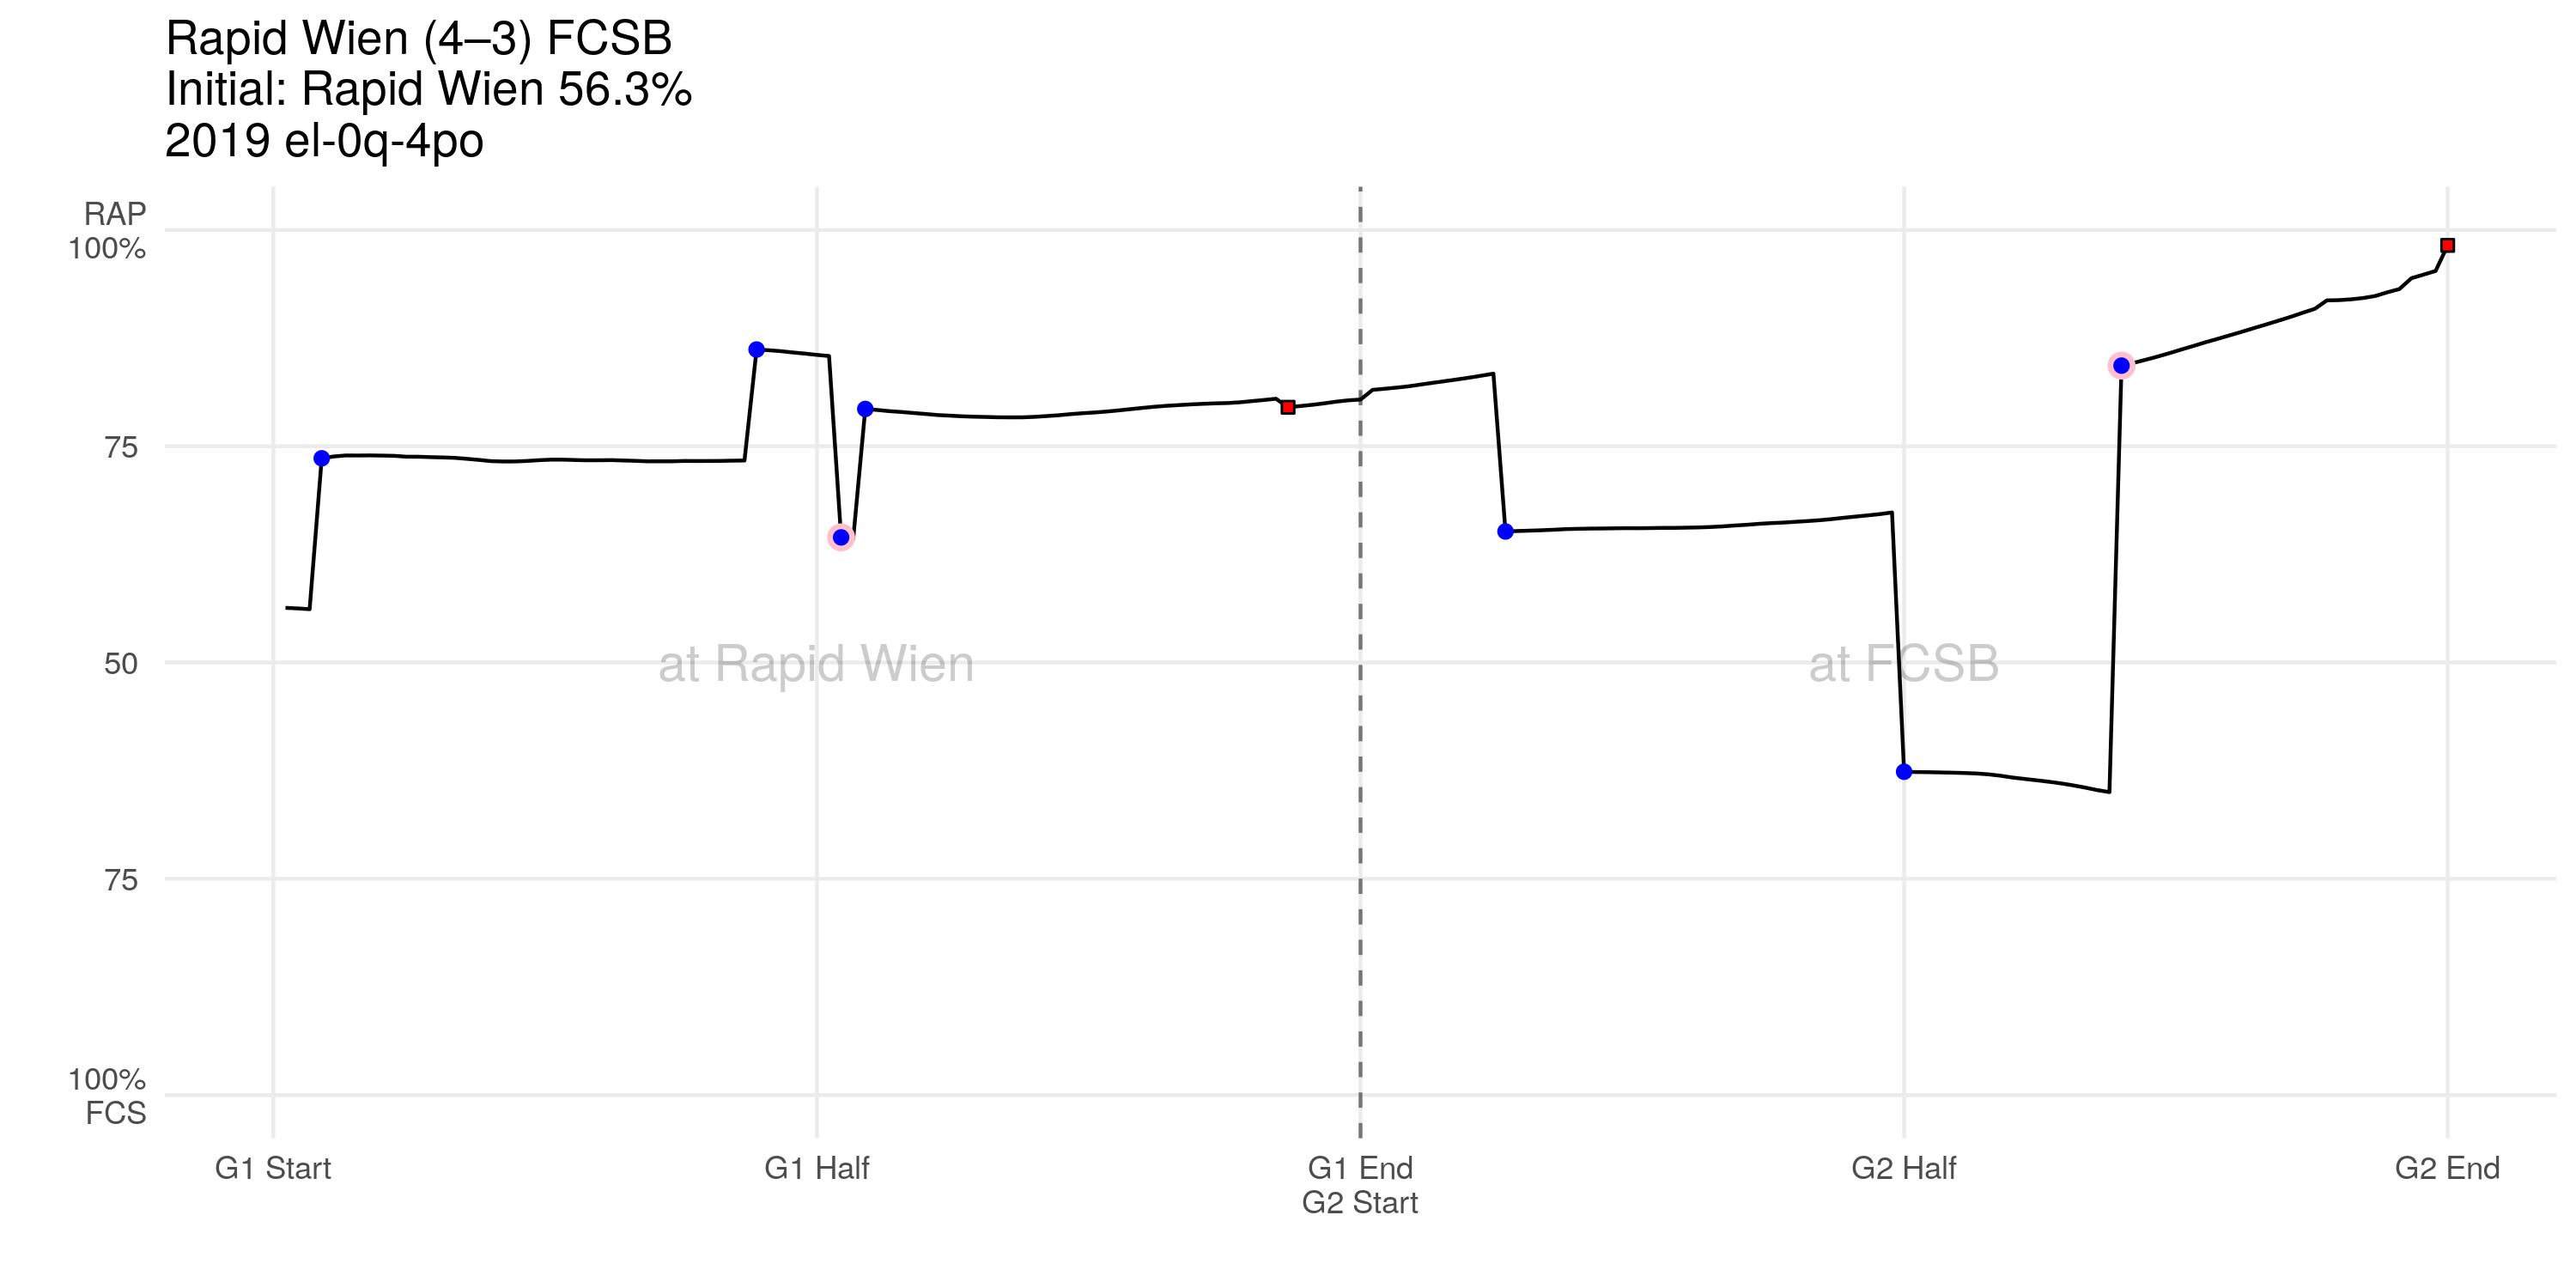 Rapid Wien (4–3) FCSB
Initial: Rapid Wien 56.3%
2019 el-0q-4po
RAP
100%
75
at Rapid Wien
at FCSB
50
75
100%
FCS
G1 Start
G1 Half
G1 End
G2 Start
G2 Half
G2 End